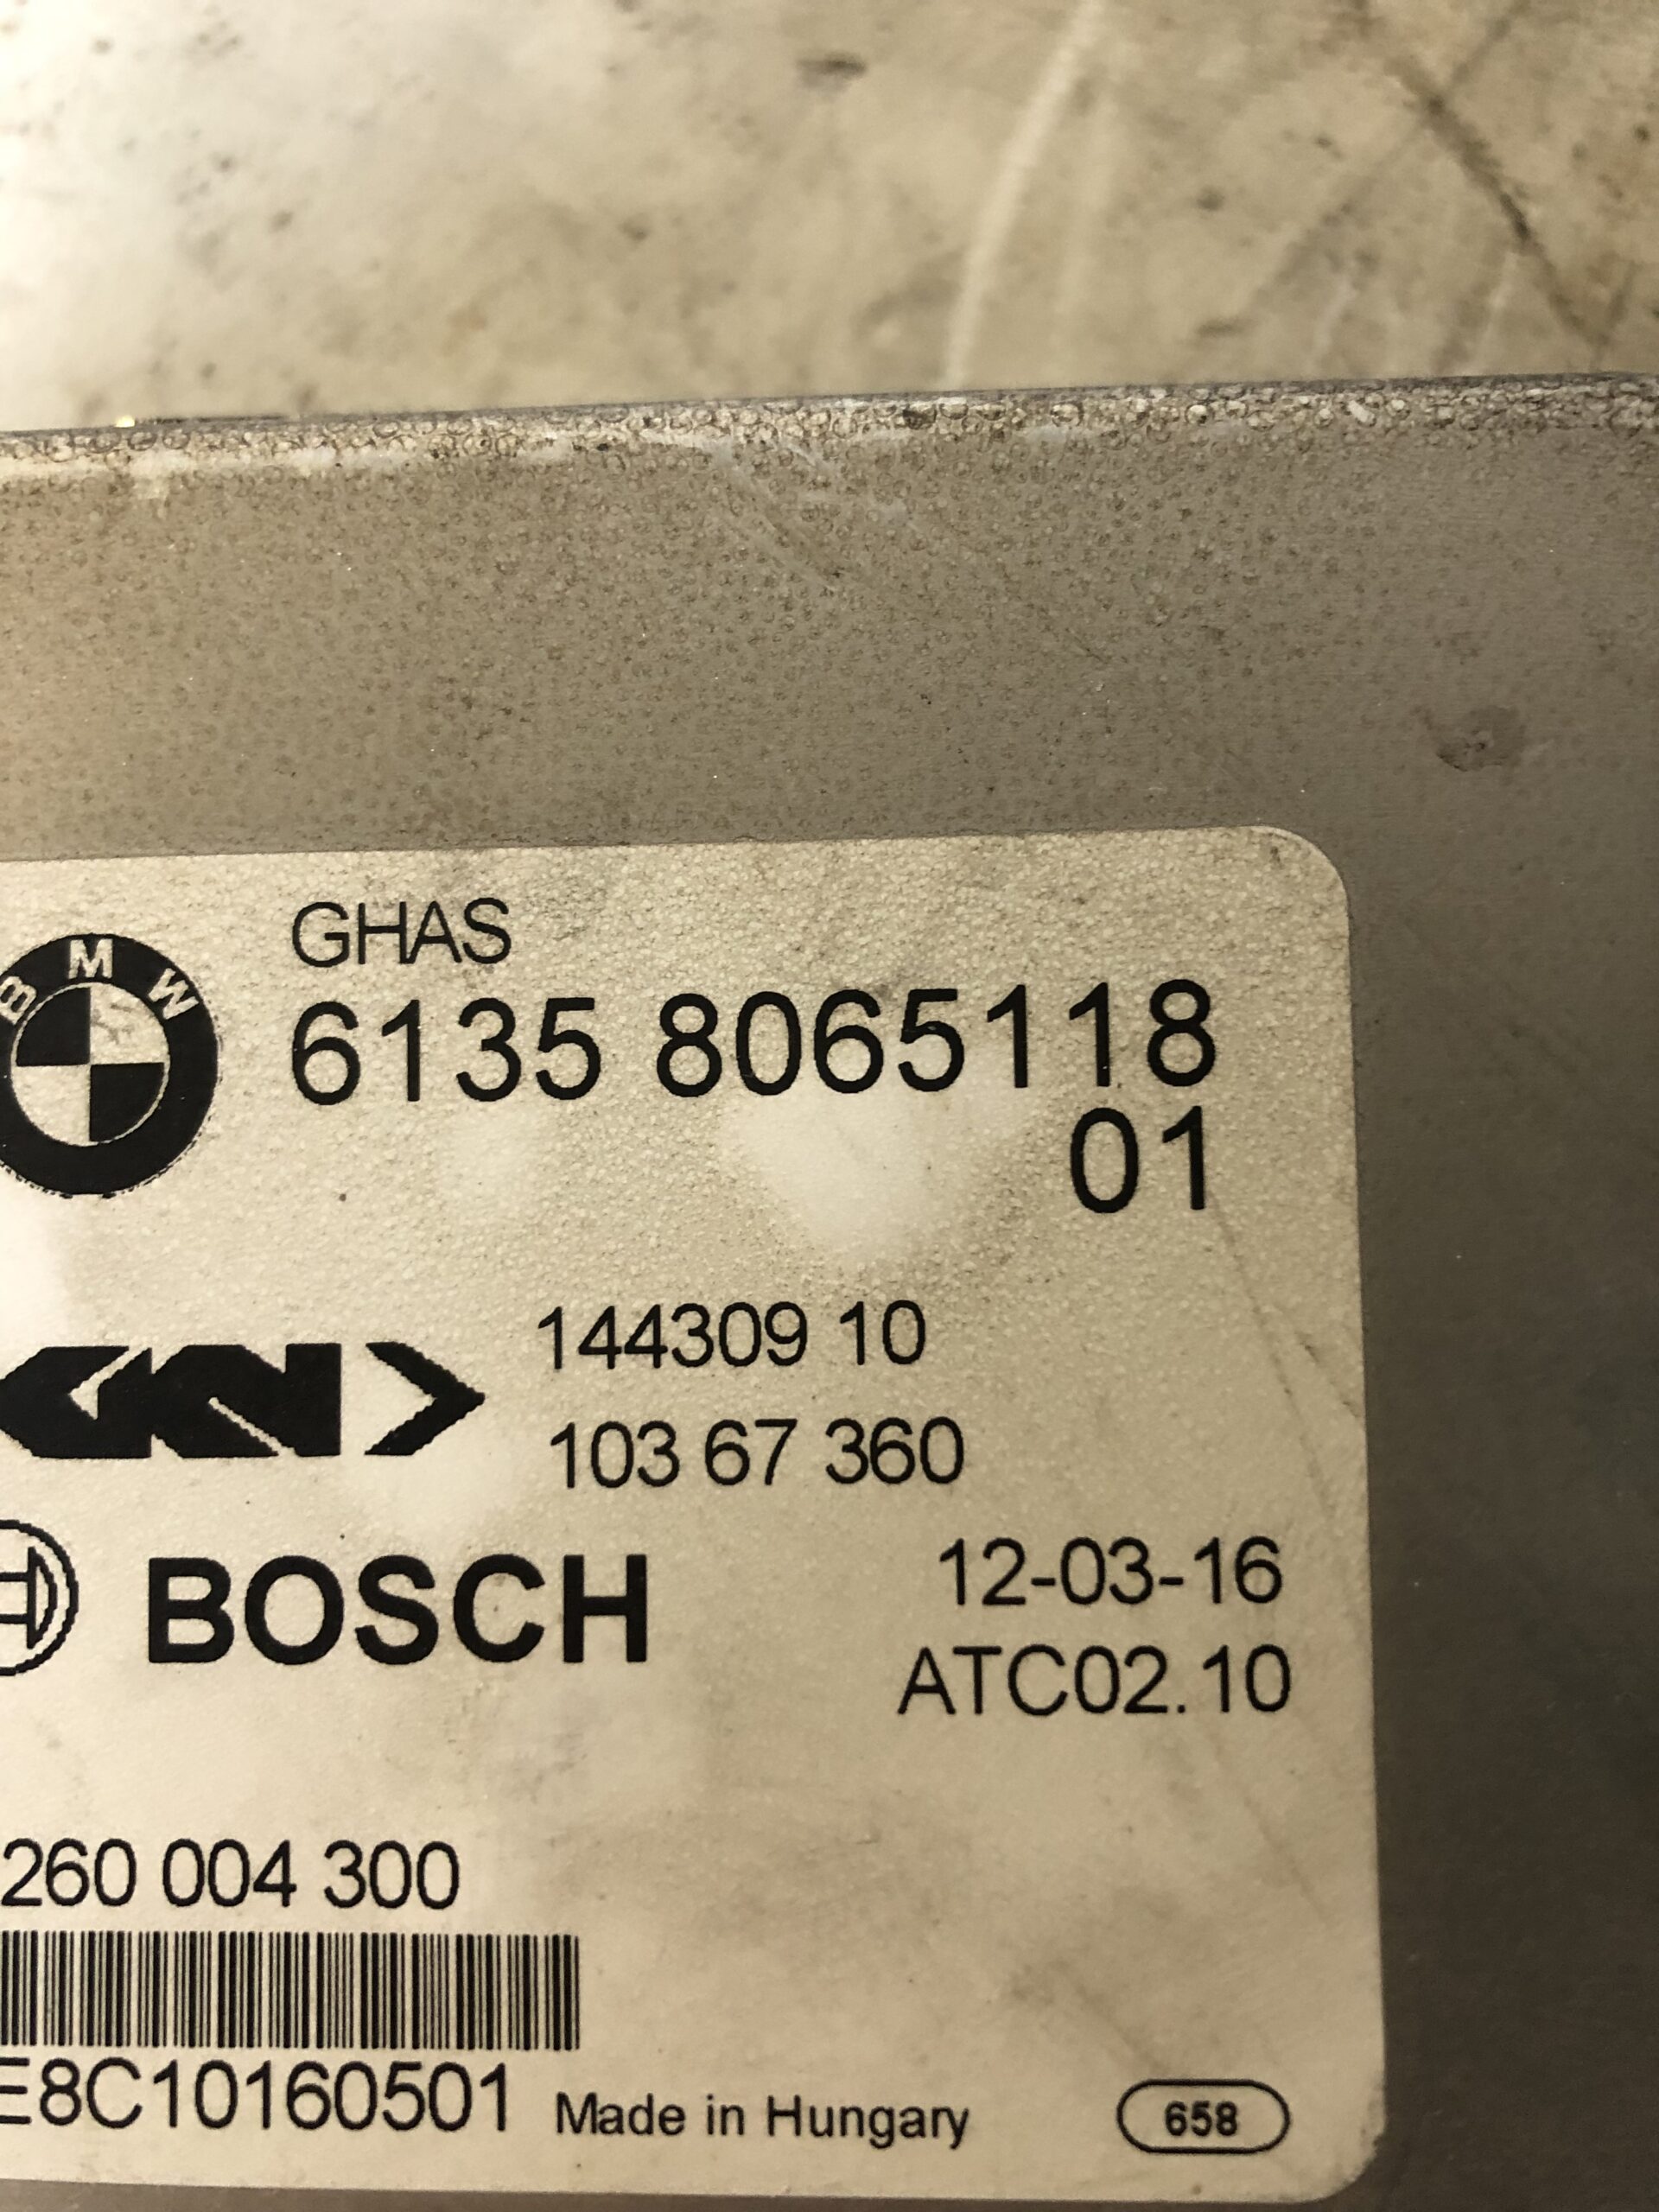 GHAS
BMW
6135 8065118
01
144309 10
GKN
103 67 360
BOSCH
12-03-16
ATC02.10
260 004 300
E8C10160501
Made in Hungary
658